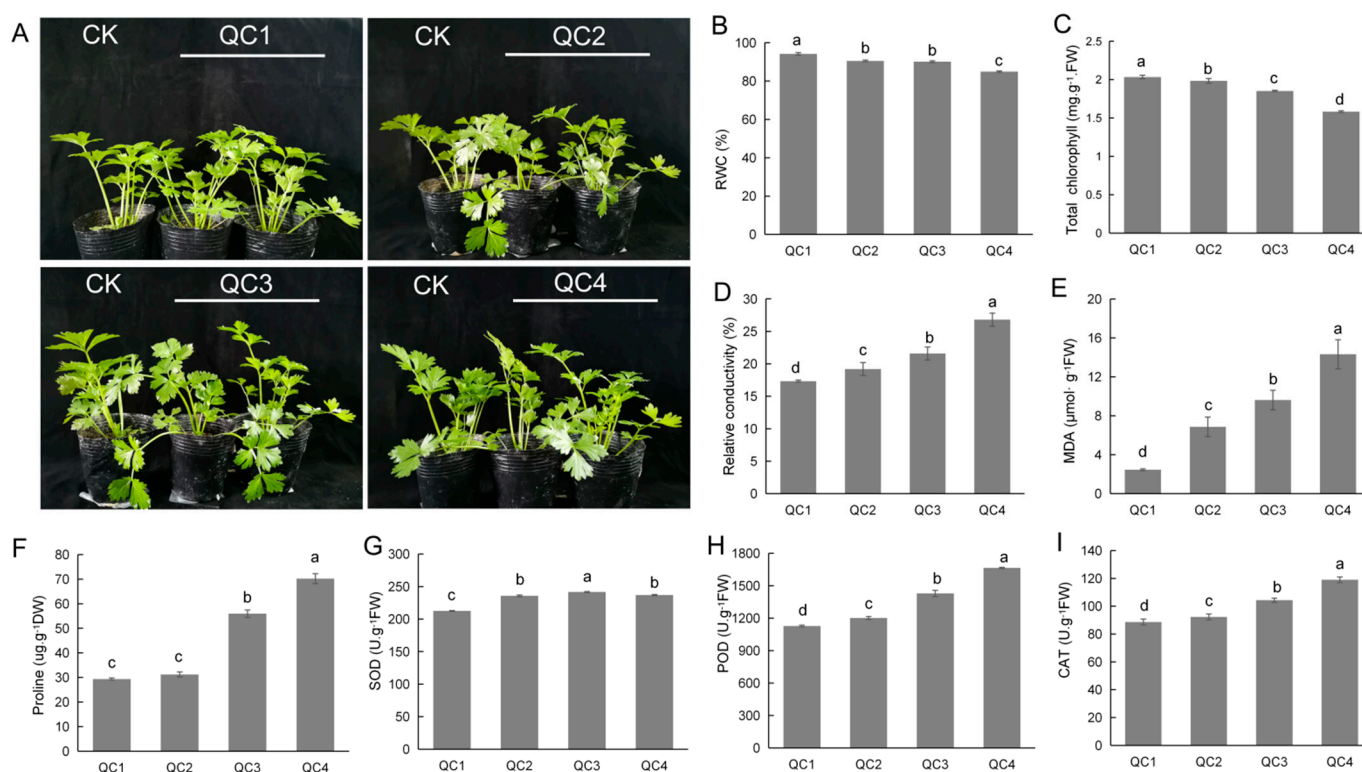 A
CK QC1
CK QC2
CK QC3
CK QC4
B
RWC (%)
100
80
60
40
20
0
a b b c
QC1 QC2 QC3 QC4
C
Total chlorophyll (mg.g⁻¹.FW)
2.5
2
1.5
1
0.5
0
a b c d
QC1 QC2 QC3 QC4
D
Relative conductivity (%)
30
25
20
15
10
5
0
d c b a
QC1 QC2 QC3 QC4
E
MDA (μmol· g⁻¹FW)
20
16
12
8
4
0
d c b a
QC1 QC2 QC3 QC4
F
Proline (ug.g⁻¹DW)
80
70
60
50
40
30
20
10
0
c c b a
QC1 QC2 QC3 QC4
G
SOD (U.g⁻¹FW)
300
250
200
150
100
50
0
c b a b
QC1 QC2 QC3 QC4
H
POD (U.g⁻¹FW)
1800
1500
1200
900
600
300
0
d c b a
QC1 QC2 QC3 QC4
I
CAT (U.g⁻¹FW)
140
120
100
80
60
40
20
0
d c b a
QC1 QC2 QC3 QC4